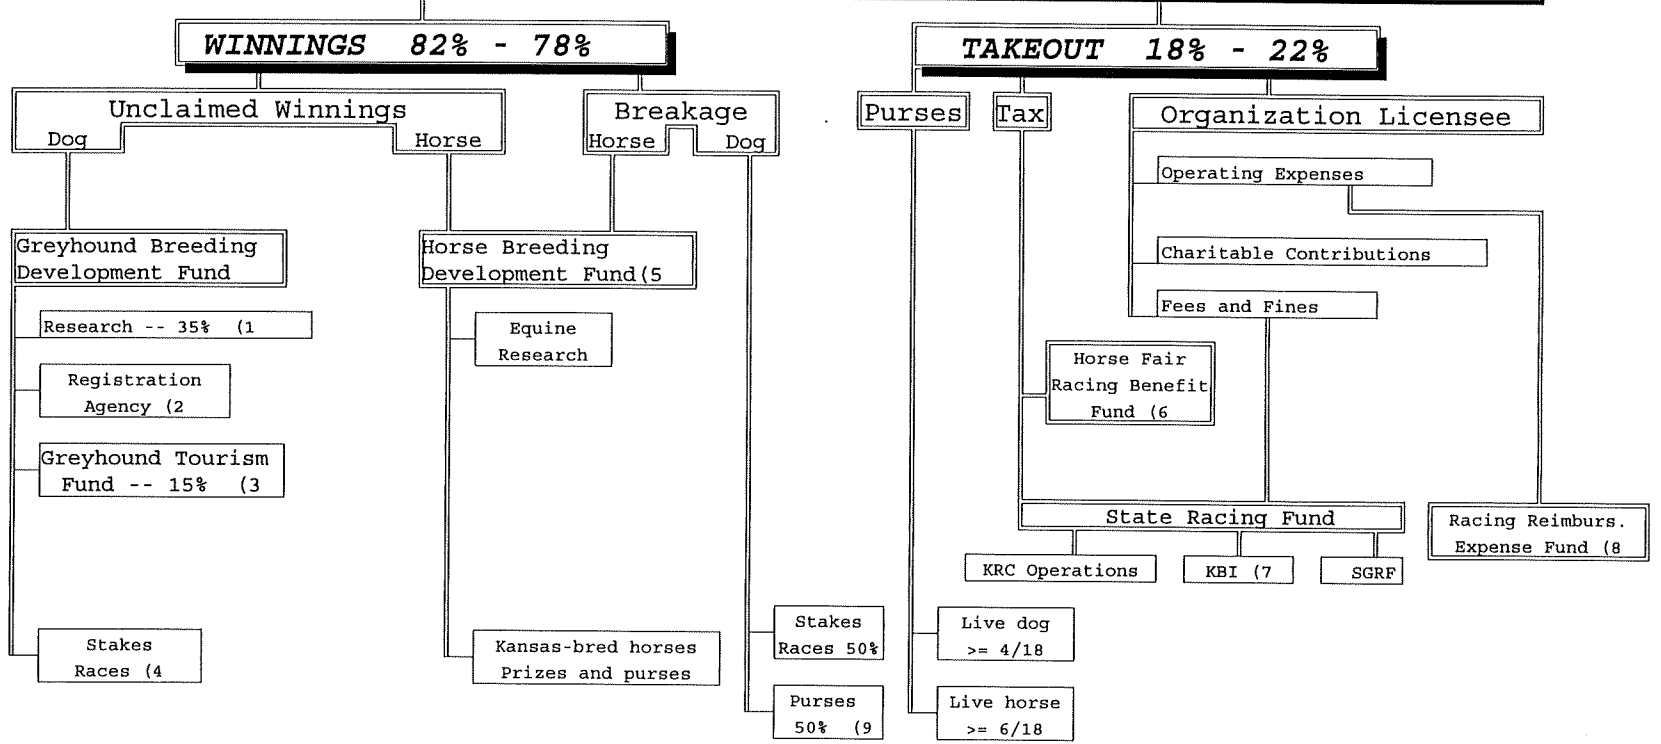 WINNINGS 82% - 78%
TAKEOUT 18% - 22%
Unclaimed Winnings
Dog
Horse
Breakage
Horse
Dog
Purses
Tax
Organization Licensee
Operating Expenses
Charitable Contributions
Fees and Fines
Greyhound Breeding
Development Fund
Horse Breeding
Development Fund(5
Research -- 35% (1
Registration
Agency (2
Greyhound Tourism
Fund -- 15% (3
Stakes
Races (4
Equine
Research
Kansas-bred horses
Prizes and purses
Stakes
Races 50%
Purses
50% (9
Horse Fair
Racing Benefit
Fund (6
State Racing Fund
KRC Operations
KBI (7
SGRF
Racing Reimburs.
Expense Fund (8
Live dog
>= 4/18
Live horse
>= 6/18